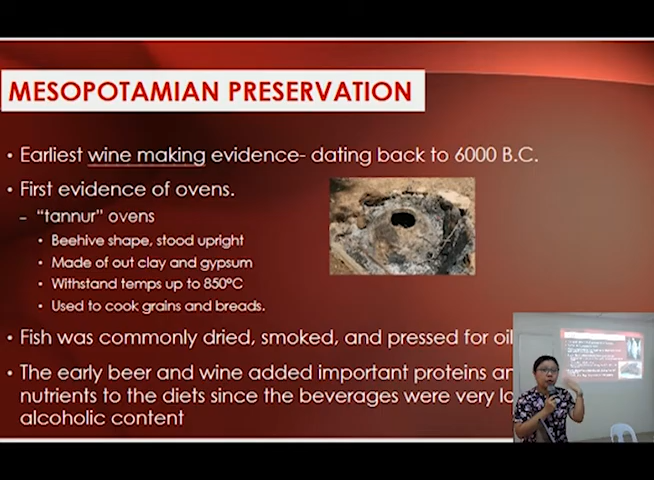 MESOPOTAMIAN PRESERVATION
• Earliest wine making evidence- dating back to 6000 B.C.
• First evidence of ovens.
– “tannur” ovens
• Beehive shape, stood upright
• Made of out clay and gypsum
• Withstand temps up to 850°C
• Used to cook grains and breads.
• Fish was commonly dried, smoked, and pressed for oil
• The early beer and wine added important proteins
nutrients to the diets since the beverages were very
alcoholic content